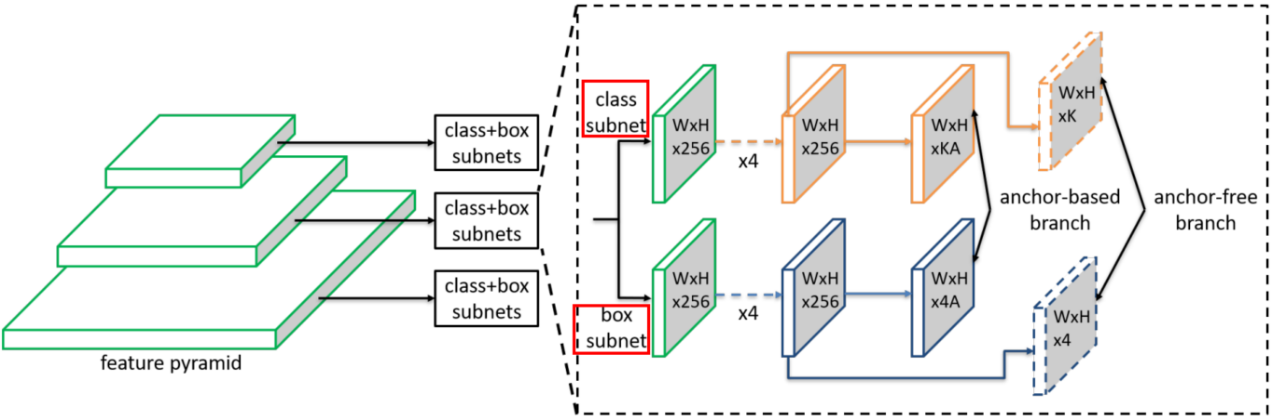 class+box
subnets
class+box
subnets
class+box
subnets
feature pyramid
class
subnet
WxH
x256
x4
WxH
x256
WxH
xKA
WxH
xK
anchor-based
branch
anchor-free
branch
box
subnet
WxH
x256
x4
WxH
x256
WxH
x4A
WxH
x4